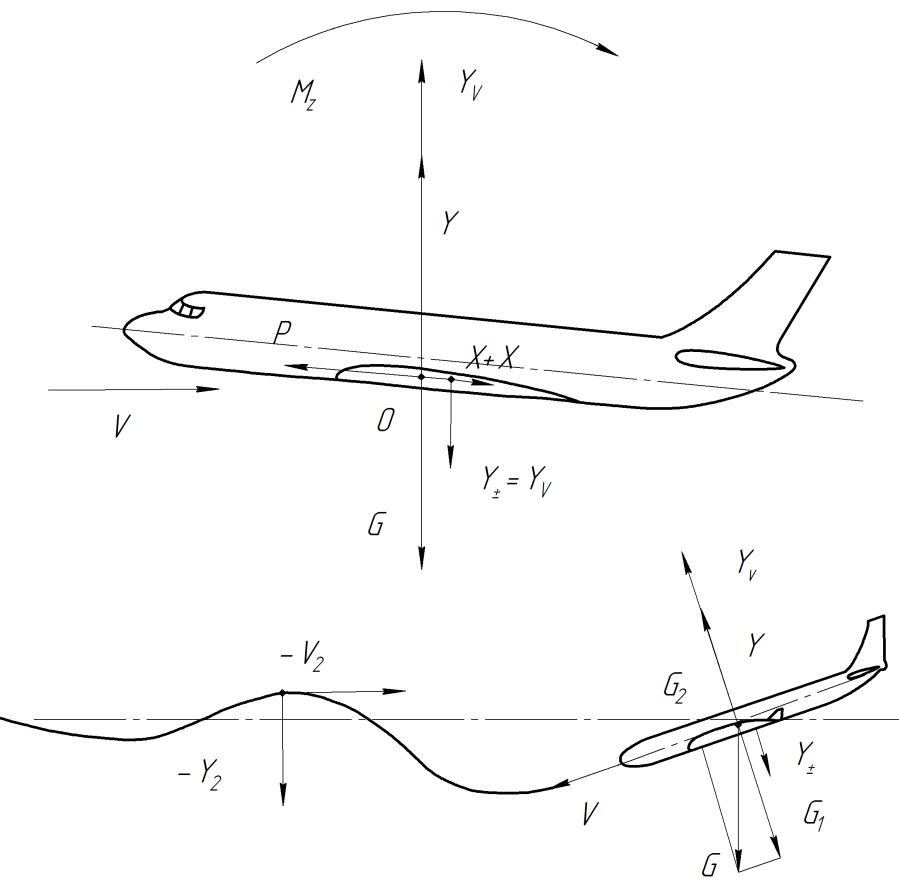 M_z
Y_V
Y
P
X+ X
V
O
Y_± = Y_V
G
Y_v
– V_2
Y
G_2
– Y_2
Y_±
V
G_1
G